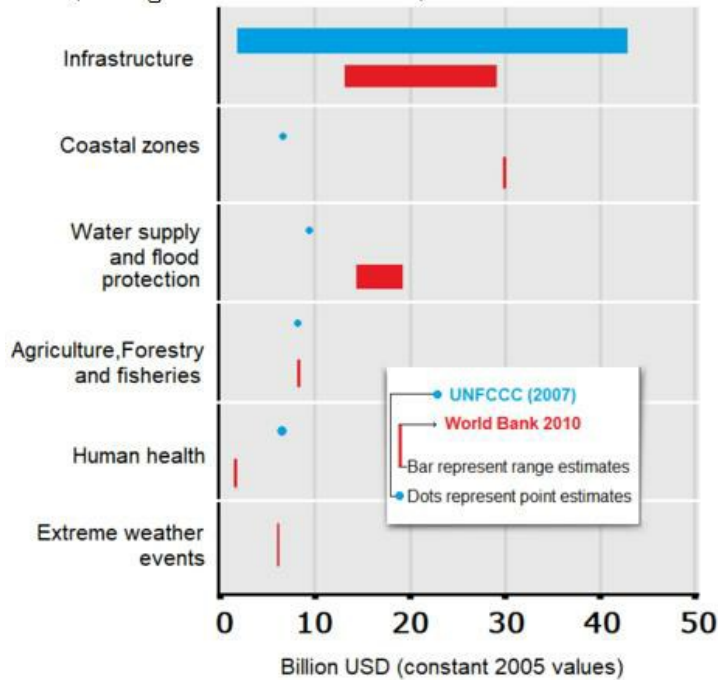 Infrastructure
Coastal zones
Water supply
and flood
protection
Agriculture,Forestry
and fisheries
Human health
Extreme weather
events
UNFCCC (2007)
World Bank 2010
Bar represent range estimates
Dots represent point estimates
0 10 20 30 40 50
Billion USD (constant 2005 values)